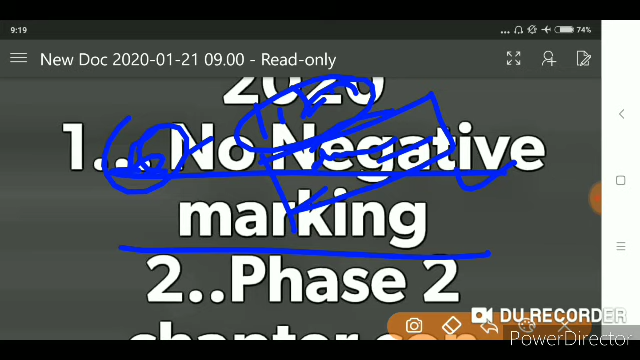 9:19
... 74%
New Doc 2020-01-21 09.00 - Read-only
2020
1... No Negative
marking
2..Phase 2
DU RECORDER
PowerDirector